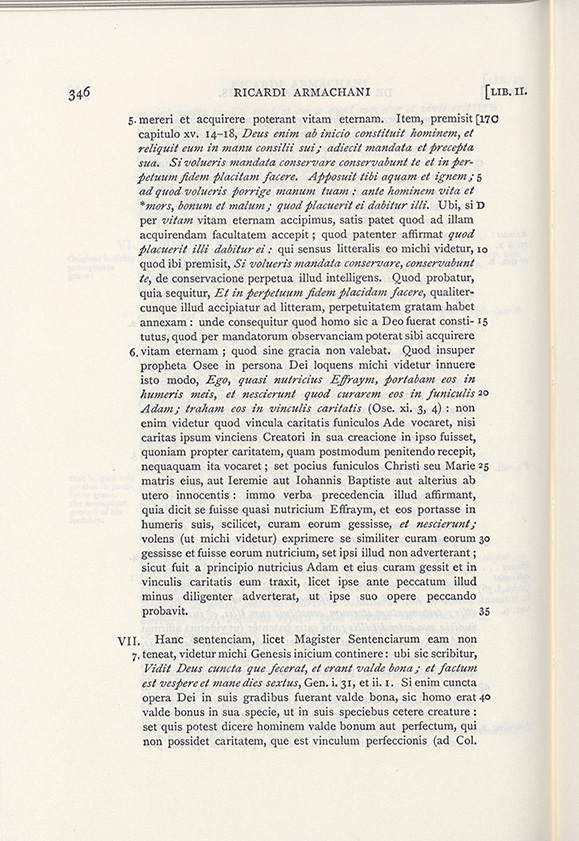 346 RICARDI ARMACHANI [LIB. II.
5. mereri et acquirere poterant vitam eternam. Item, premisit [17C
capitulo xv. 14-18, Deus enim ab inicio constituit hominem, et
reliquit eum in manu consilii sui; adiecit mandata et precepta
sua. Si volueris mandata conservare conservabunt te et in per-
petuum fidem placitam facere. Apposuit tibi aquam et ignem; 5
ad quod volueris porrige manum tuam: ante hominem vita et
*mors, bonum et malum; quod placuerit ei dabitur illi. Ubi, si D
per vitam vitam eternam accipimus, satis patet quod ad illam
acquirendam facultatem accepit; quod patenter affirmat quod
placuerit illi dabitur ei: qui sensus litteralis eo michi videtur, 10
quod ibi premisit, Si volueris mandata conservare, conservabunt
te, de conservacione perpetua illud intelligens. Quod probatur,
quia sequitur, Et in perpetuum fidem placidam facere, qualiter-
cunque illud accipiatur ad litteram, perpetuitatem gratam habet
annexam: unde consequitur quod homo sic a Deo fuerat consti- 15
tutus, quod per mandatorum observanciam poterat sibi acquirere
6. vitam eternam; quod sine gracia non valebat. Quod insuper
propheta Osee in persona Dei loquens michi videtur innuere
isto modo, Ego, quasi nutricius Effraym, portabam eos in
humeris meis, et nescierunt quod curarem eos in funiculis 20
Adam; traham eos in vinculis caritatis (Ose. xi. 3, 4): non
enim videtur quod vincula caritatis funiculos Ade vocaret, nisi
caritas ipsum vinciens Creatori in sua creacione in ipso fuisset,
quoniam propter caritatem, quam postmodum penitendo recepit,
nequaquam ita vocaret; set pocius funiculos Christi seu Marie 25
matris eius, aut Ieremie aut Iohannis Baptiste aut alterius ab
utero innocentis: immo verba precedencia illud affirmant,
quia dicit se fuisse quasi nutricium Effraym, et eos portasse in
humeris suis, scilicet, curam eorum gessisse, et nescierunt;
volens (ut michi videtur) exprimere se similiter curam eorum 30
gessisse et fuisse eorum nutricium, set ipsi illud non adverterant;
sicut fuit a principio nutricius Adam et eius curam gessit et in
vinculis caritatis eum traxit, licet ipse ante peccatum illud
minus diligenter adverterat, ut ipse suo opere peccando
probavit. 35
VII. Hanc sentenciam, licet Magister Sentenciarum eam non
7. teneat, videtur michi Genesis inicium continere: ubi sic scribitur,
Vidit Deus cuncta que fecerat, et erant valde bona; et factum
est vespere et mane dies sextus, Gen. i. 31, et ii. 1. Si enim cuncta
opera Dei in suis gradibus fuerant valde bona, sic homo erat 40
valde bonus in sua specie, ut in suis speciebus cetere creature:
set quis potest dicere hominem valde bonum aut perfectum, qui
non possidet caritatem, que est vinculum perfeccionis (ad Col.